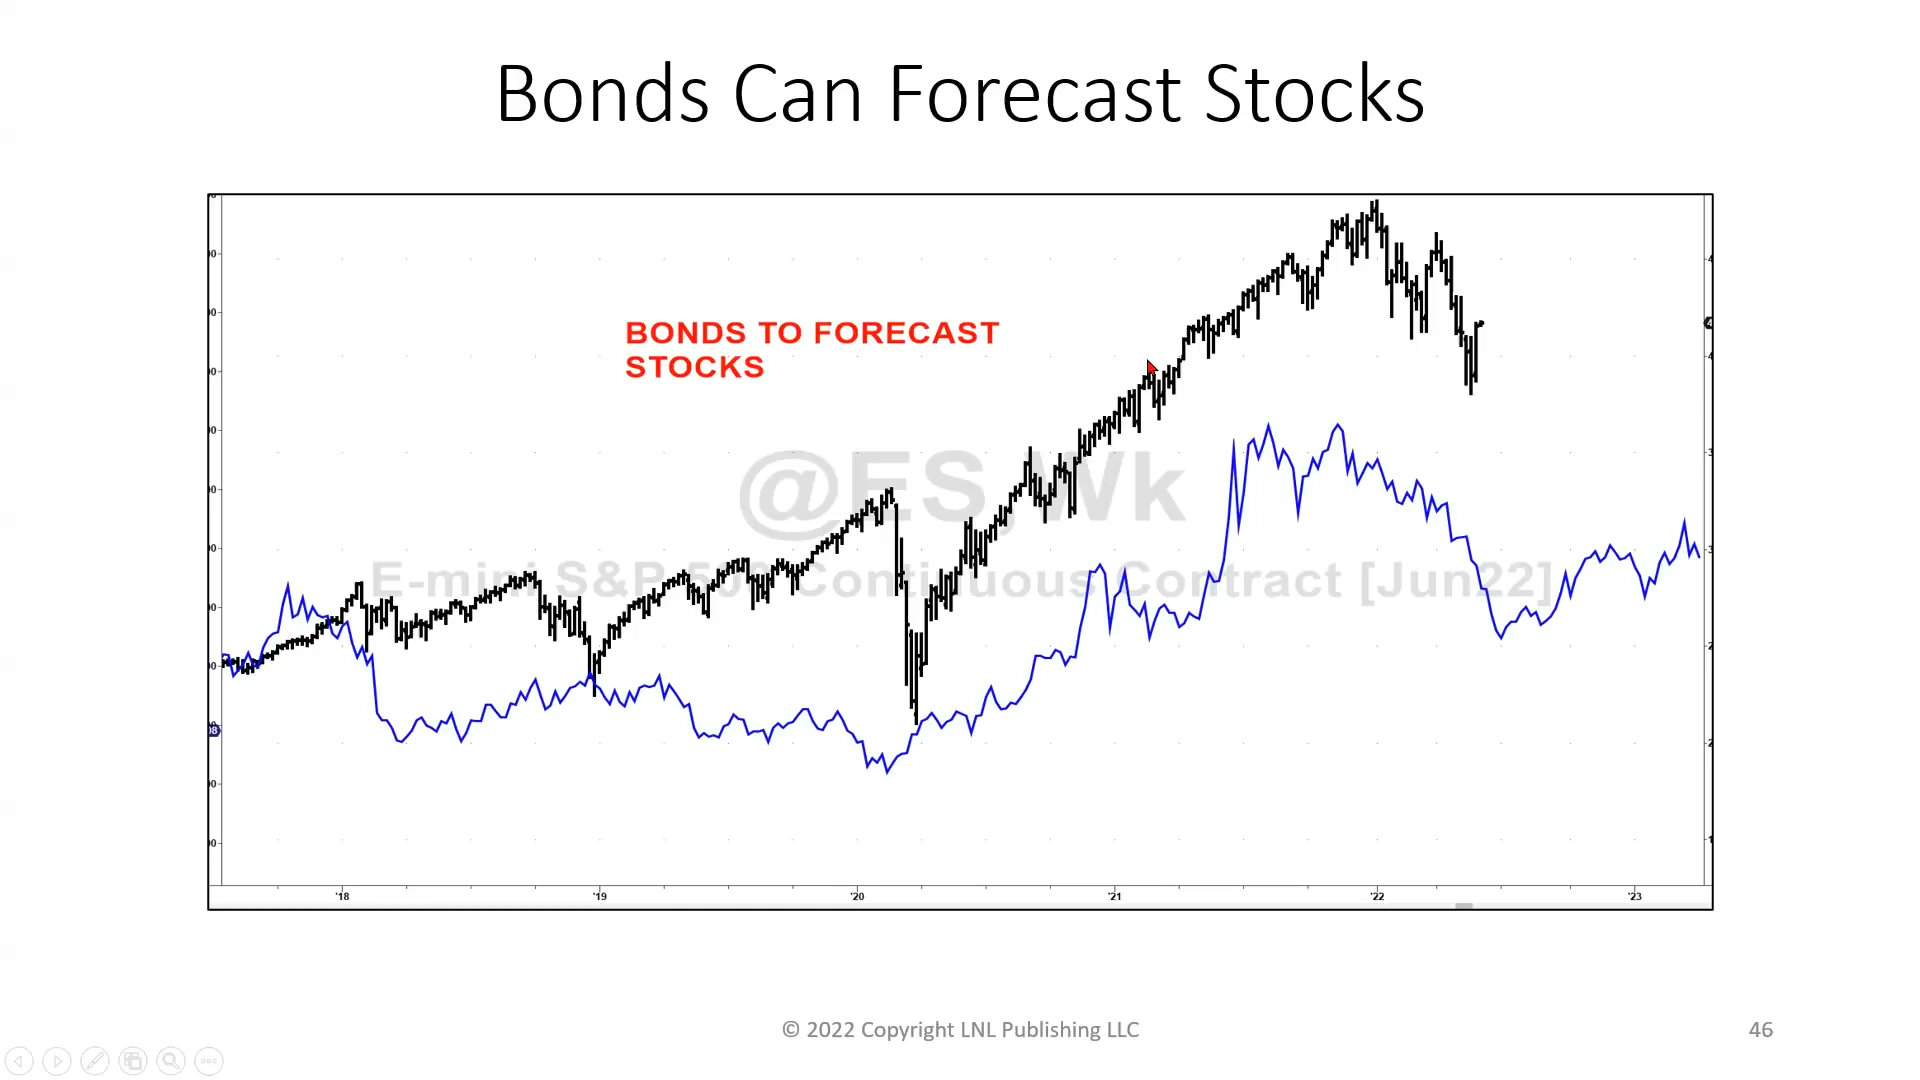 Bonds Can Forecast Stocks
BONDS TO FORECAST
STOCKS
@ES,Wk
E-mini S&P 500 Continuous Contract [Jun22]
'18 '19 '20 '21 '22 '23
© 2022 Copyright LNL Publishing LLC
46